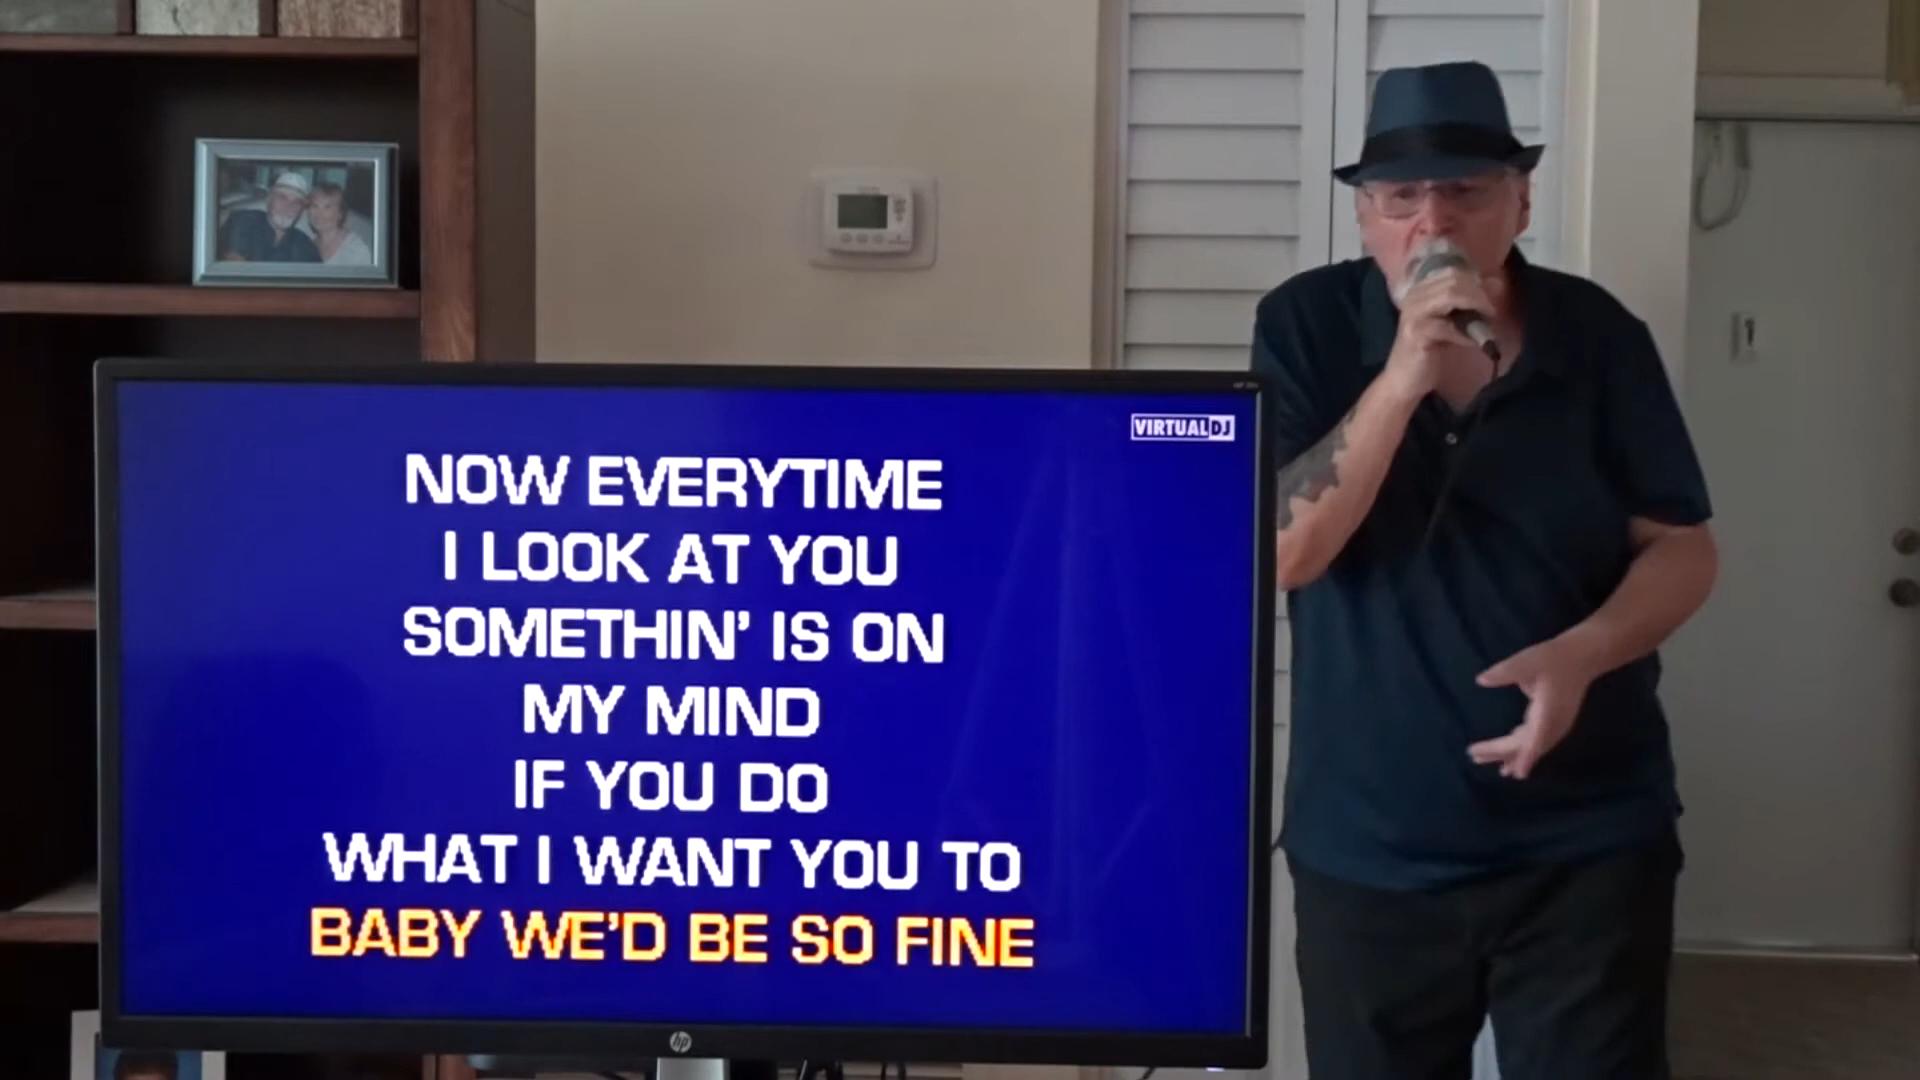 VIRTUALDJ
NOW EVERYTIME
I LOOK AT YOU
SOMETHIN' IS ON
MY MIND
IF YOU DO
WHAT I WANT YOU TO
BABY WE'D BE SO FINE
hp